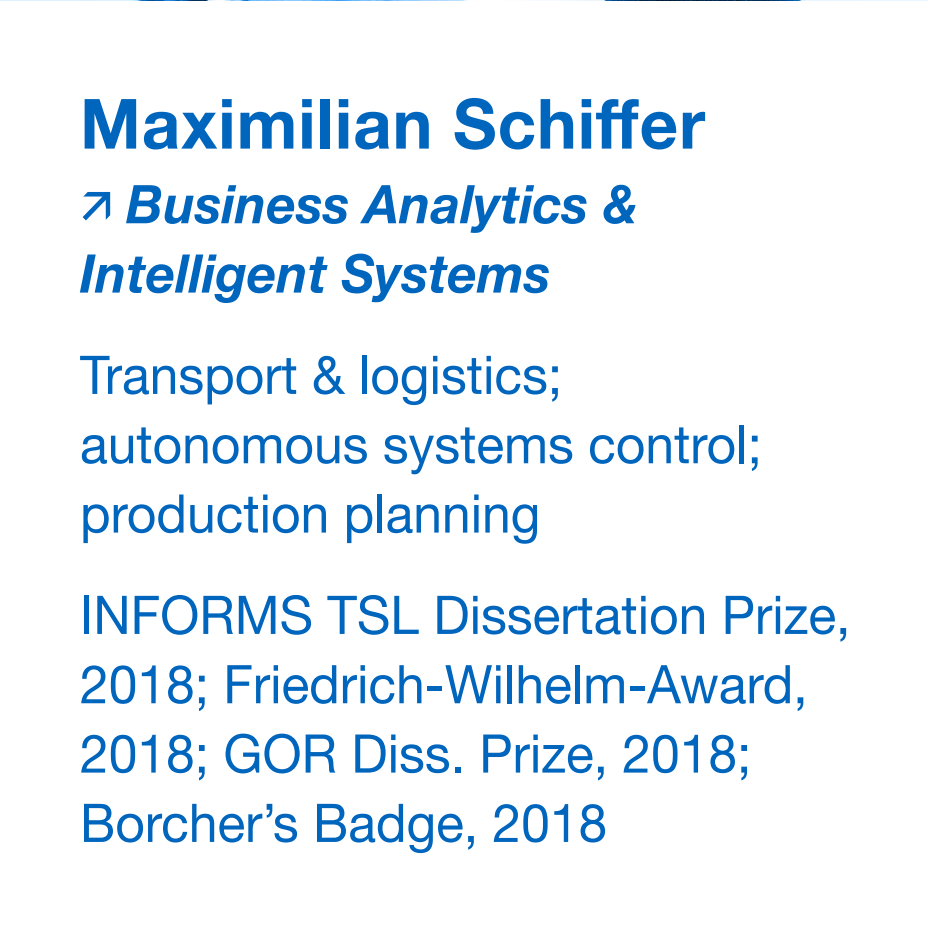 Maximilian Schiffer
↗ Business Analytics &
Intelligent Systems
Transport & logistics;
autonomous systems control;
production planning
INFORMS TSL Dissertation Prize,
2018; Friedrich-Wilhelm-Award,
2018; GOR Diss. Prize, 2018;
Borcher’s Badge, 2018